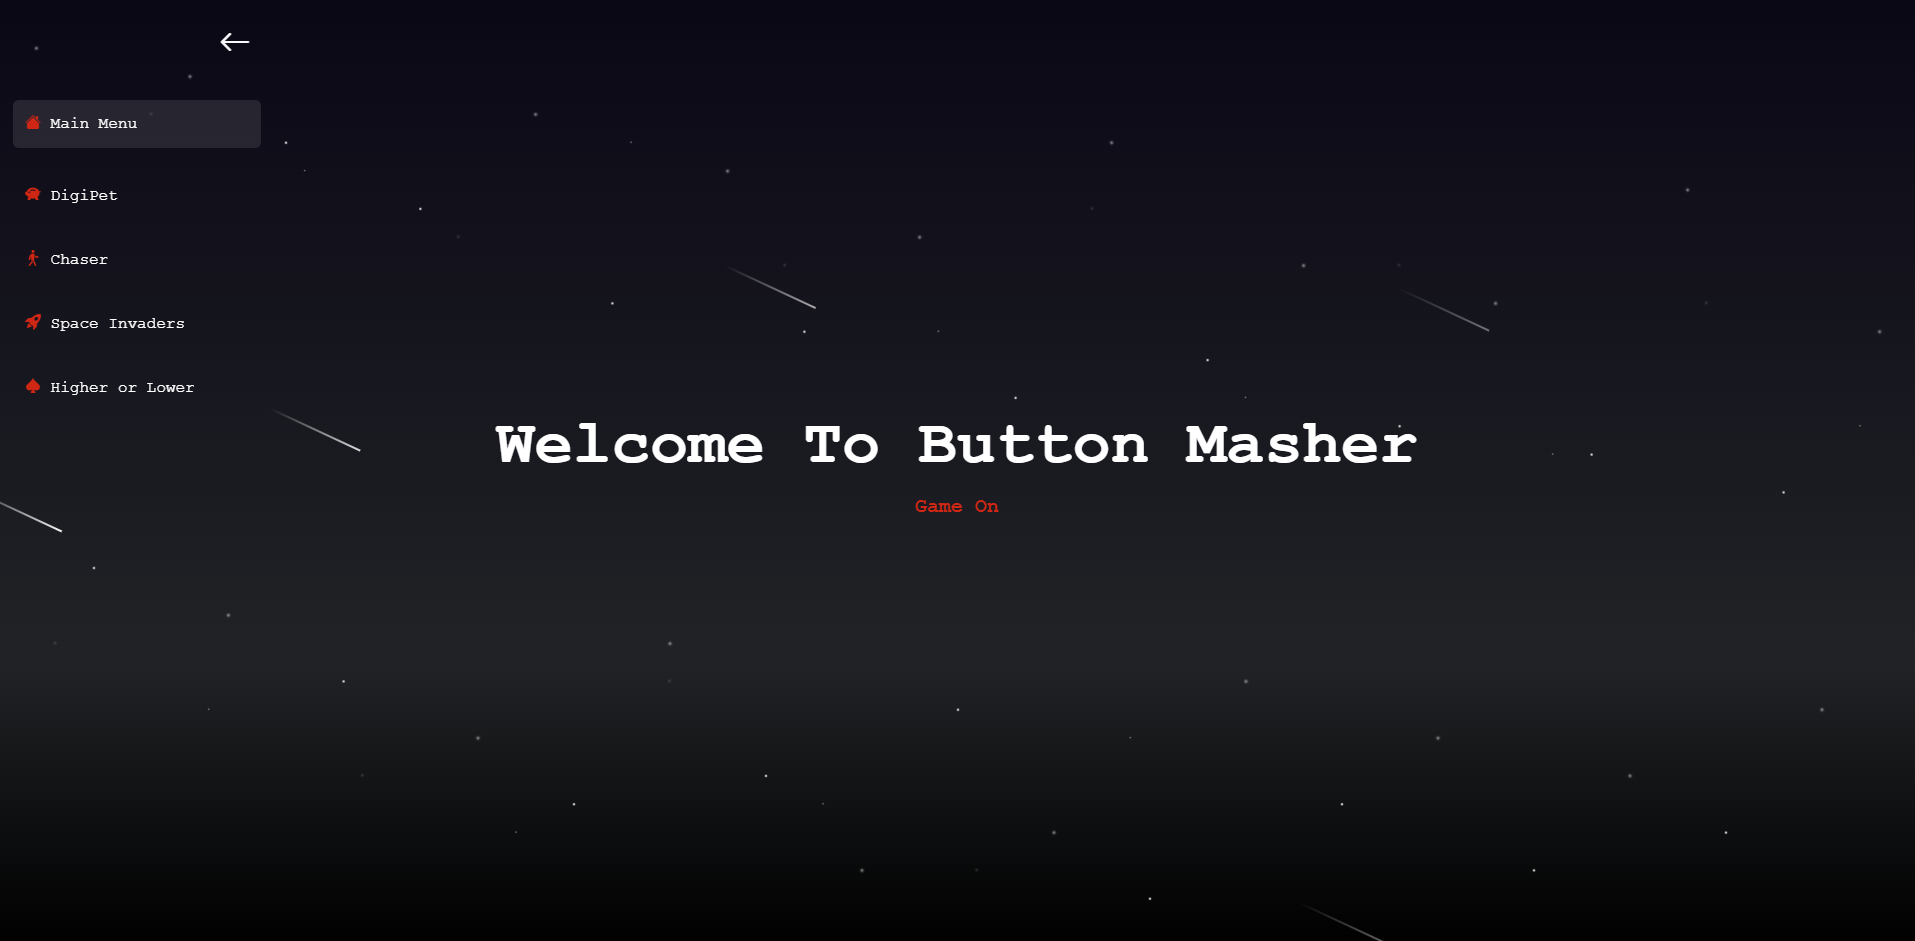 Main Menu
DigiPet
Chaser
Space Invaders
Higher or Lower
Welcome To Button Masher
Game On